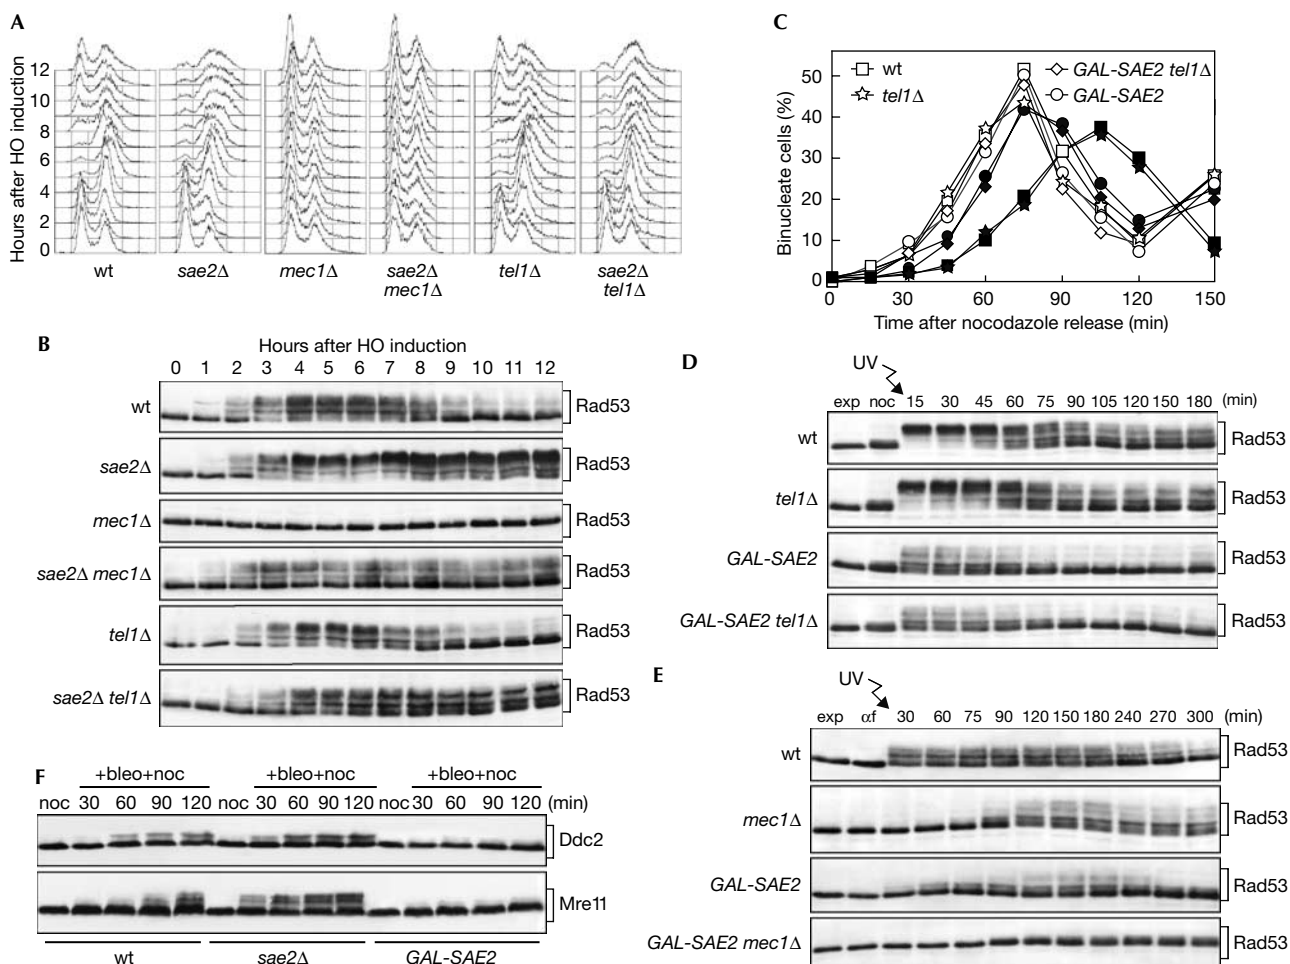 A
Hours after HO induction
12
10
8
6
4
2
0
wt
sae2Δ
mec1Δ
sae2Δ
mec1Δ
tel1Δ
sae2Δ
tel1Δ
B
Hours after HO induction
0 1 2 3 4 5 6 7 8 9 10 11 12
wt Rad53
sae2Δ Rad53
mec1Δ Rad53
sae2Δ mec1Δ Rad53
tel1Δ Rad53
sae2Δ tel1Δ Rad53
C
Binucleate cells (%)
50
40
30
20
10
0
wt
tel1Δ
GAL-SAE2 tel1Δ
GAL-SAE2
0 30 60 90 120 150
Time after nocodazole release (min)
D
UV
exp noc 15 30 45 60 75 90 105 120 150 180 (min)
wt Rad53
tel1Δ Rad53
GAL-SAE2 Rad53
GAL-SAE2 tel1Δ Rad53
E
UV
exp αf 30 60 75 90 120 150 180 240 270 300 (min)
wt Rad53
mec1Δ Rad53
GAL-SAE2 Rad53
GAL-SAE2 mec1Δ Rad53
F
+bleo+noc +bleo+noc +bleo+noc
noc 30 60 90 120 noc 30 60 90 120 noc 30 60 90 120 (min)
Ddc2
Mre11
wt sae2Δ GAL-SAE2